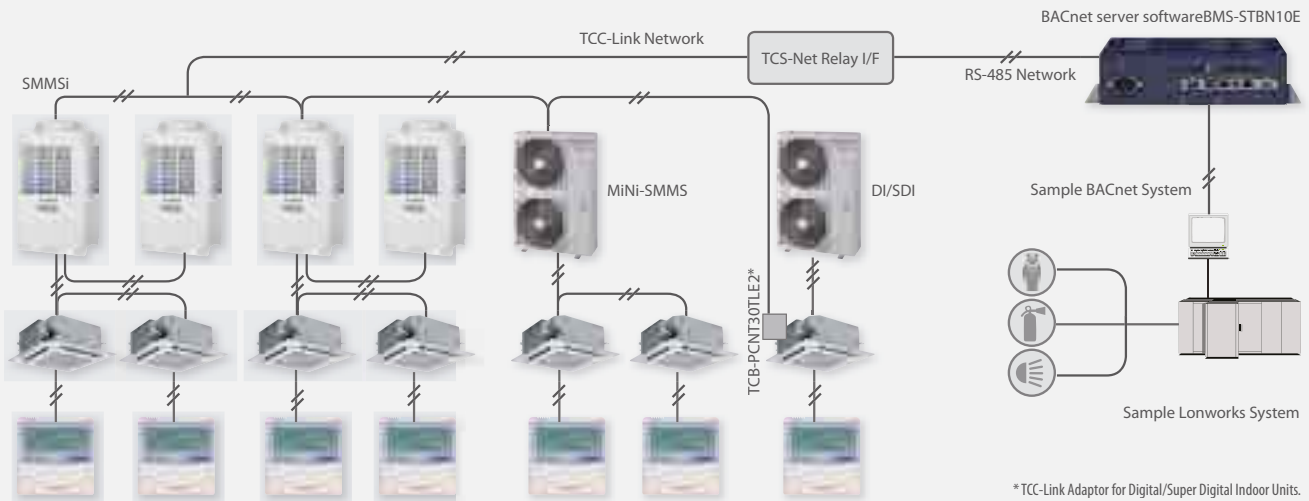 BACnet server softwareBMS-STBN10E
TCC-Link Network
TCS-Net Relay I/F
RS-485 Network
SMMSi
MiNi-SMMS
DI/SDI
Sample BACnet System
TCB-PCNT30TLE2*
Sample Lonworks System
* TCC-Link Adaptor for Digital/Super Digital Indoor Units.